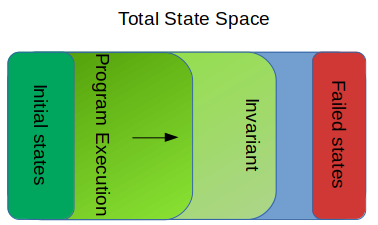 Total State Space
Initial states
Program Execution
Invariant
Failed states